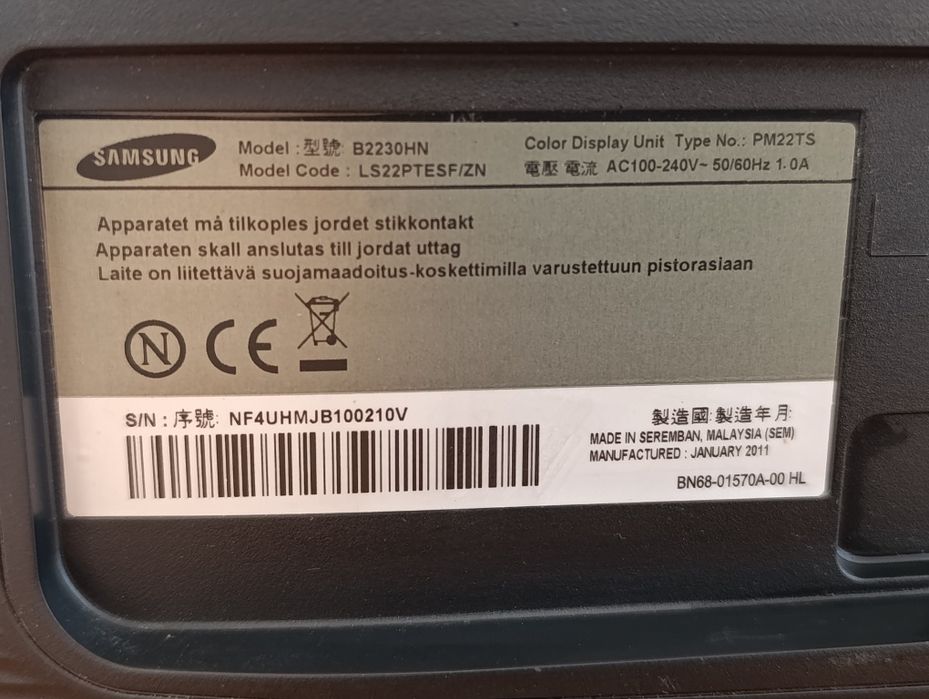 SAMSUNG
Model : 型號: B2230HN
Model Code : LS22PTESF/ZN
Color Display Unit Type No.: PM22TS
電壓 電流 AC100-240V~ 50/60Hz 1.0A
Apparatet må tilkoples jordet stikkontakt
Apparaten skall anslutas till jordat uttag
Laite on liitettävä suojamaadoitus-koskettimilla varustettuun pistorasiaan
N CE
S/N : 序號: NF4UHMJB100210V
製造國: 製造年月:
MADE IN SEREMBAN, MALAYSIA (SEM)
MANUFACTURED : JANUARY 2011
BN68-01570A-00 HL